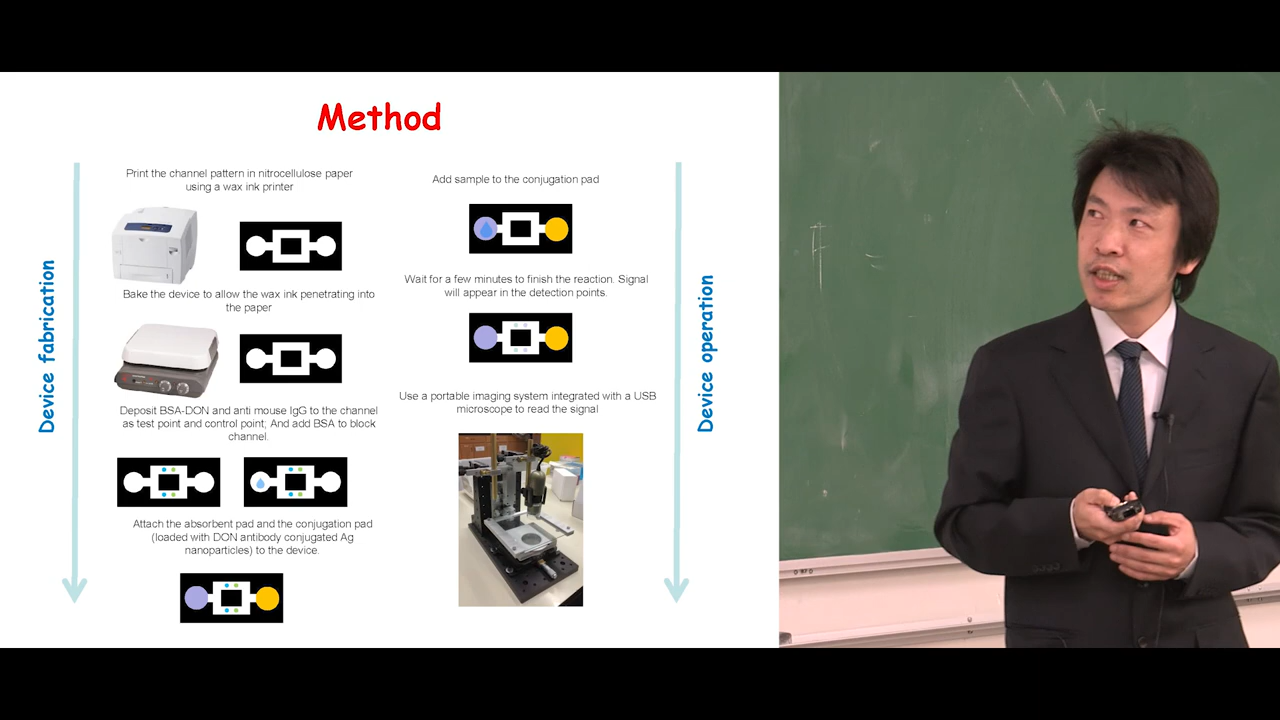 Method
Device fabrication
Print the channel pattern in nitrocellulose paper
using a wax ink printer
Bake the device to allow the wax ink penetrating into
the paper
Deposit BSA-DON and anti mouse IgG to the channel
as test point and control point; And add BSA to block
channel.
Attach the absorbent pad and the conjugation pad
(loaded with DON antibody conjugated Ag
nanoparticles) to the device.
Add sample to the conjugation pad
Wait for a few minutes to finish the reaction. Signal
will appear in the detection points.
Use a portable imaging system integrated with a USB
microscope to read the signal
Device operation